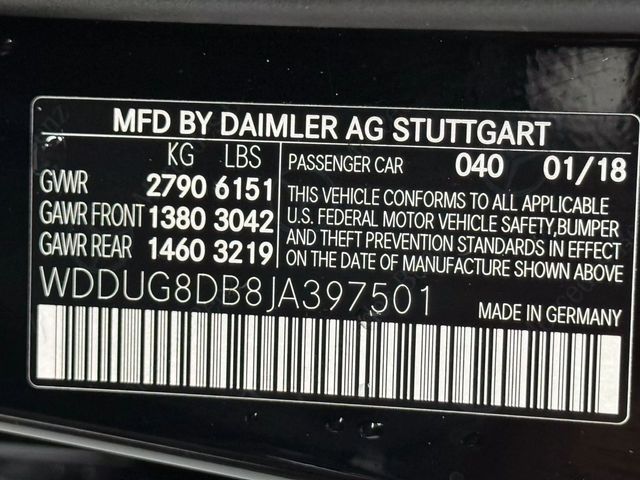 MFD BY DAIMLER AG STUTTGART
KG LBS
GVWR 2790 6151
GAWR FRONT 1380 3042
GAWR REAR 1460 3219
PASSENGER CAR 040 01/18
THIS VEHICLE CONFORMS TO ALL APPLICABLE
U.S. FEDERAL MOTOR VEHICLE SAFETY,BUMPER
AND THEFT PREVENTION STANDARDS IN EFFECT
ON THE DATE OF MANUFACTURE SHOWN ABOVE
WDDUG8DB8JA397501
MADE IN GERMANY